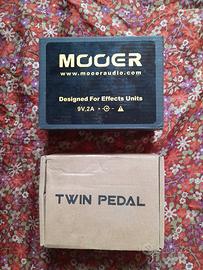 MOOER
www.mooeraudio.com
Designed For Effects Units
9V,2A
TWIN PEDAL